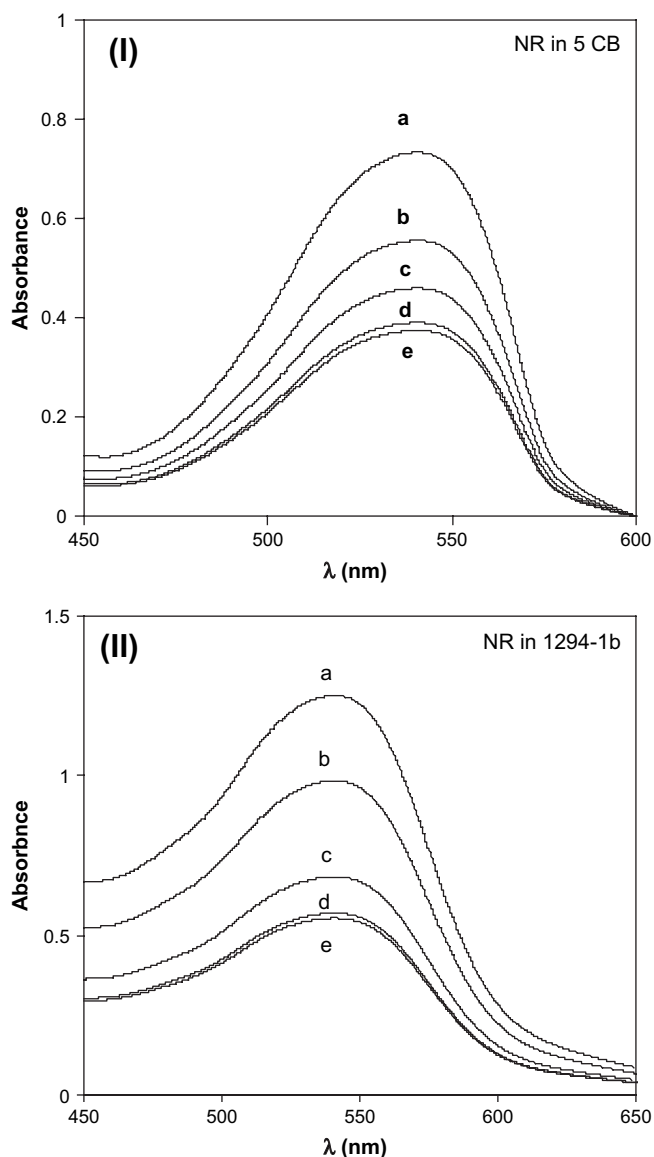 (I)
NR in 5 CB
1
0.8
0.6
0.4
0.2
0
Absorbance
a
b
c
d
e
450
500
550
600
λ (nm)
(II)
NR in 1294-1b
1.5
1
0.5
0
Absorbnce
a
b
c
d
e
450
500
550
600
650
λ (nm)